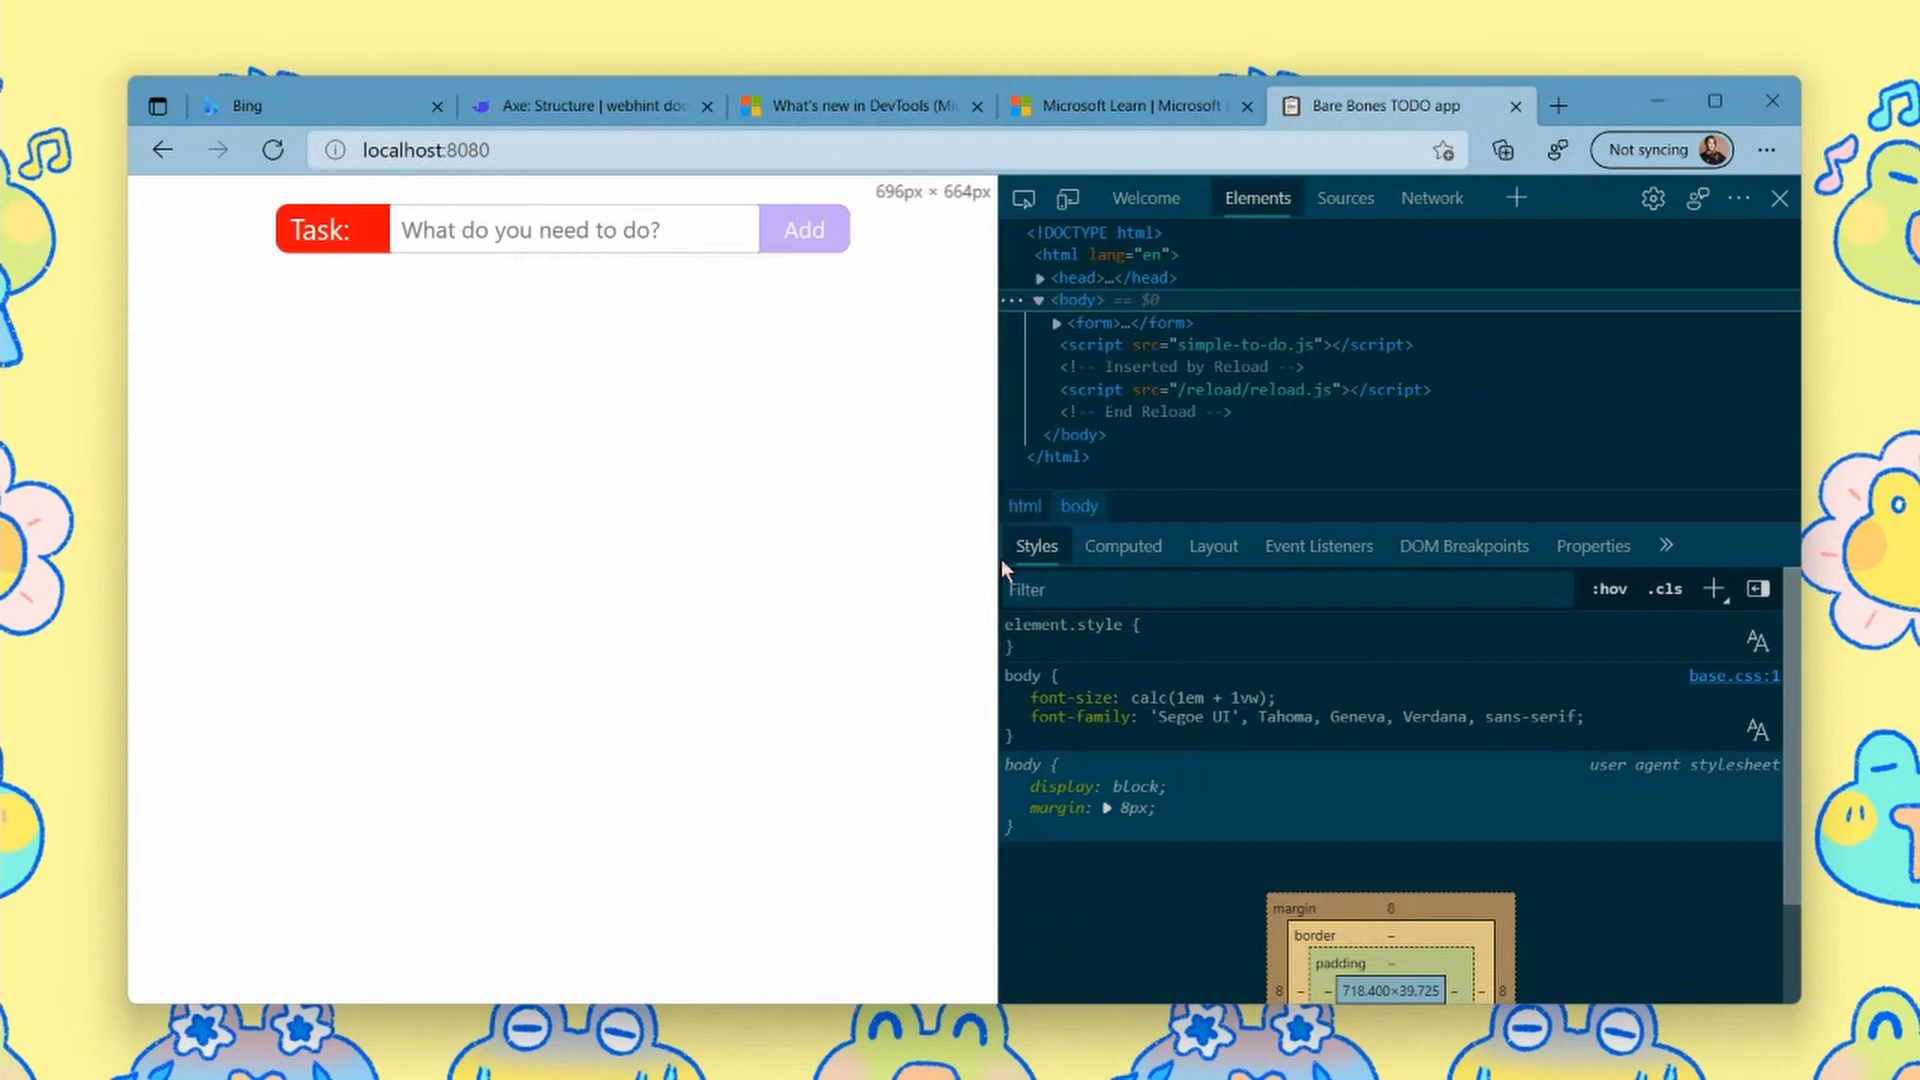 Bing
Axe: Structure | webhint doc
What's new in DevTools (Mi
Microsoft Learn | Microsoft L
Bare Bones TODO app
localhost:8080
Not syncing
Task:
What do you need to do?
Add
696px × 664px
Welcome
Elements
Sources
Network
<!DOCTYPE html>
<html lang="en">
<head>…</head>
<body> == $0
<form>…</form>
<script src="simple-to-do.js"></script>
<!-- Inserted by Reload -->
<script src="/reload/reload.js"></script>
<!-- End Reload -->
</body>
</html>
html body
Styles
Computed
Layout
Event Listeners
DOM Breakpoints
Properties
Filter
:hov .cls
element.style {
}
body {
base.css:1
font-size: calc(1em + 1vw);
font-family: 'Segoe UI', Tahoma, Geneva, Verdana, sans-serif;
}
body {
user agent stylesheet
display: block;
margin: 8px;
}
margin 8
border –
padding –
8 – – 718.400×39.725 – – 8